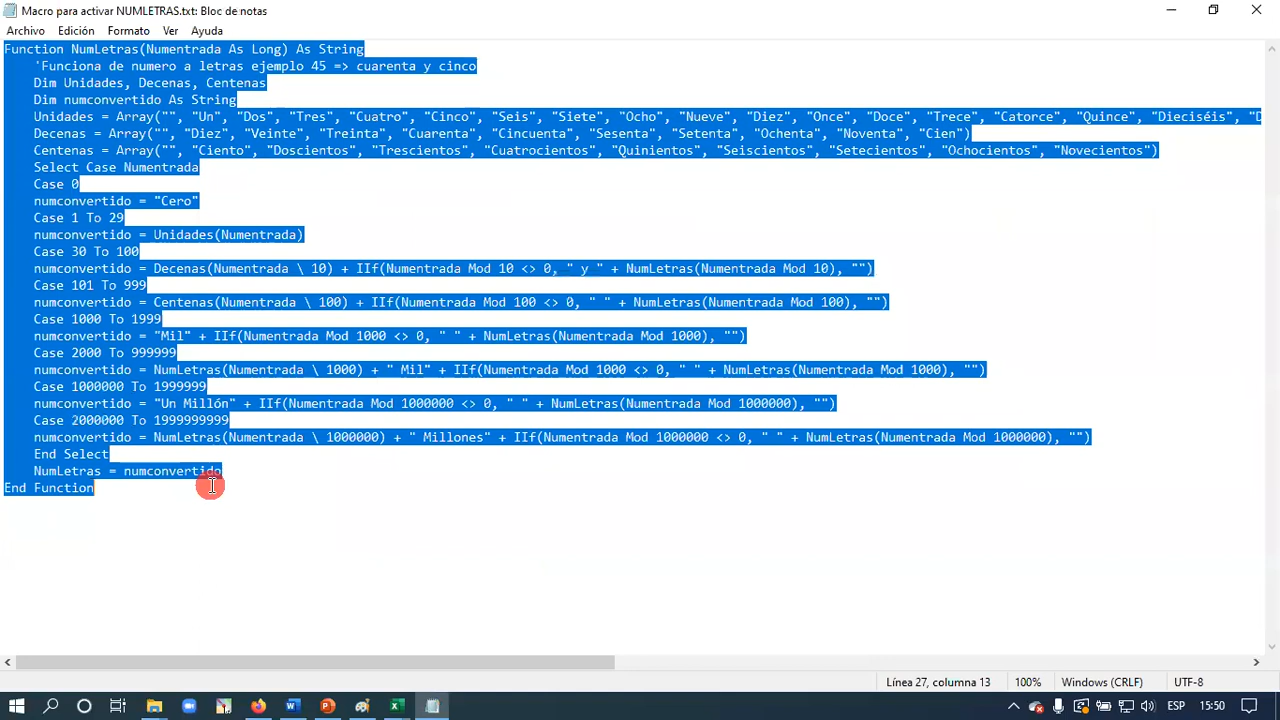 Macro para activar NUMLETRAS.txt: Bloc de notas
Archivo Edición Formato Ver Ayuda
Function NumLetras(Numentrada As Long) As String
'Funciona de numero a letras ejemplo 45 => cuarenta y cinco
Dim Unidades, Decenas, Centenas
Dim numconvertido As String
Unidades = Array("", "Un", "Dos", "Tres", "Cuatro", "Cinco", "Seis", "Siete", "Ocho", "Nueve", "Diez", "Once", "Doce", "Trece", "Catorce", "Quince", "Dieciséis", "D
Decenas = Array("", "Diez", "Veinte", "Treinta", "Cuarenta", "Cincuenta", "Sesenta", "Setenta", "Ochenta", "Noventa", "Cien")
Centenas = Array("", "Ciento", "Doscientos", "Trescientos", "Cuatrocientos", "Quinientos", "Seiscientos", "Setecientos", "Ochocientos", "Novecientos")
Select Case Numentrada
Case 0
numconvertido = "Cero"
Case 1 To 29
numconvertido = Unidades(Numentrada)
Case 30 To 100
numconvertido = Decenas(Numentrada \ 10) + IIf(Numentrada Mod 10 <> 0, " y " + NumLetras(Numentrada Mod 10), "")
Case 101 To 999
numconvertido = Centenas(Numentrada \ 100) + IIf(Numentrada Mod 100 <> 0, " " + NumLetras(Numentrada Mod 100), "")
Case 1000 To 1999
numconvertido = "Mil" + IIf(Numentrada Mod 1000 <> 0, " " + NumLetras(Numentrada Mod 1000), "")
Case 2000 To 999999
numconvertido = NumLetras(Numentrada \ 1000) + " Mil" + IIf(Numentrada Mod 1000 <> 0, " " + NumLetras(Numentrada Mod 1000), "")
Case 1000000 To 1999999
numconvertido = "Un Millón" + IIf(Numentrada Mod 1000000 <> 0, " " + NumLetras(Numentrada Mod 1000000), "")
Case 2000000 To 1999999999
numconvertido = NumLetras(Numentrada \ 1000000) + " Millones" + IIf(Numentrada Mod 1000000 <> 0, " " + NumLetras(Numentrada Mod 1000000), "")
End Select
NumLetras = numconvertido
End Function
Línea 27, columna 13 100% Windows (CRLF) UTF-8
ESP 15:50